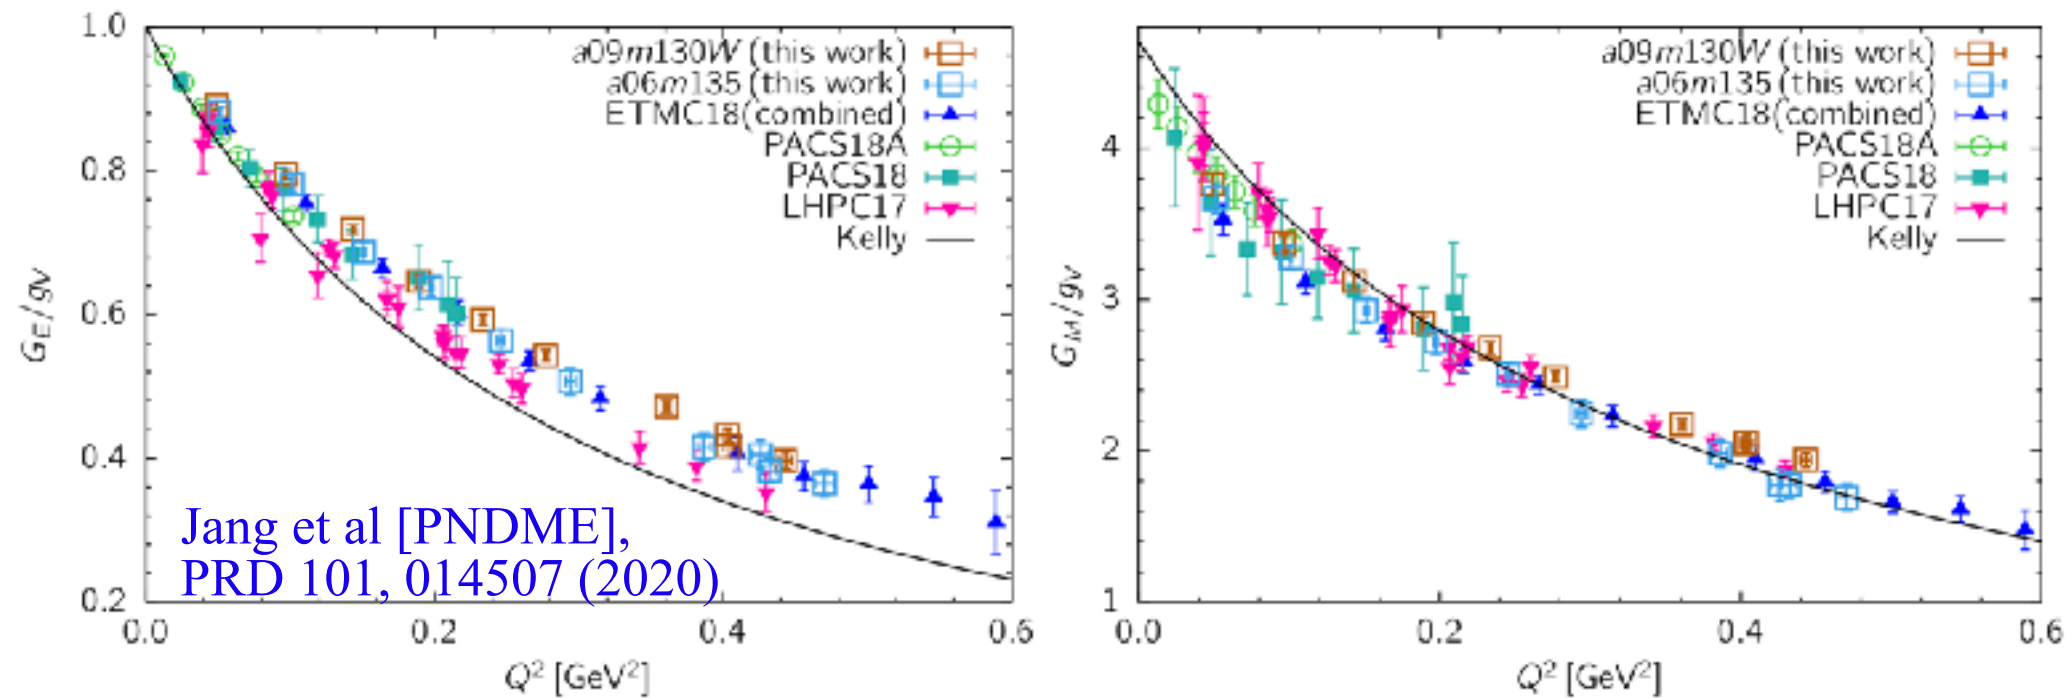 1.0
0.8
0.6
0.4
0.2
G_E/g_V
a09m130W (this work)
a06m135 (this work)
ETMC18(combined)
PACS18A
PACS18
LHPC17
Kelly
Jang et al [PNDME],
PRD 101, 014507 (2020)
0.0 0.2 0.4 0.6
Q² [GeV²]
4
3
2
1
G_M/g_V
a09m130W (this work)
a06m135 (this work)
ETMC18(combined)
PACS18A
PACS18
LHPC17
Kelly
0.0 0.2 0.4 0.6
Q² [GeV²]